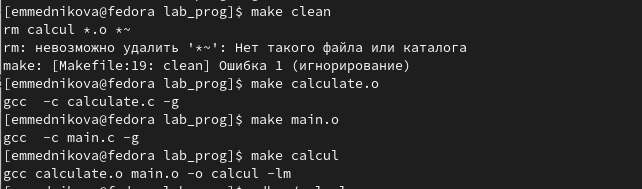 [emmednikova@fedora lab_prog]$ make clean
rm calcul *.o *~
rm: невозможно удалить '*~': Нет такого файла или каталога
make: [Makefile:19: clean] Ошибка 1 (игнорирование)
[emmednikova@fedora lab_prog]$ make calculate.o
gcc  -c calculate.c -g
[emmednikova@fedora lab_prog]$ make main.o
gcc  -c main.c -g
[emmednikova@fedora lab_prog]$ make calcul
gcc calculate.o main.o -o calcul -lm